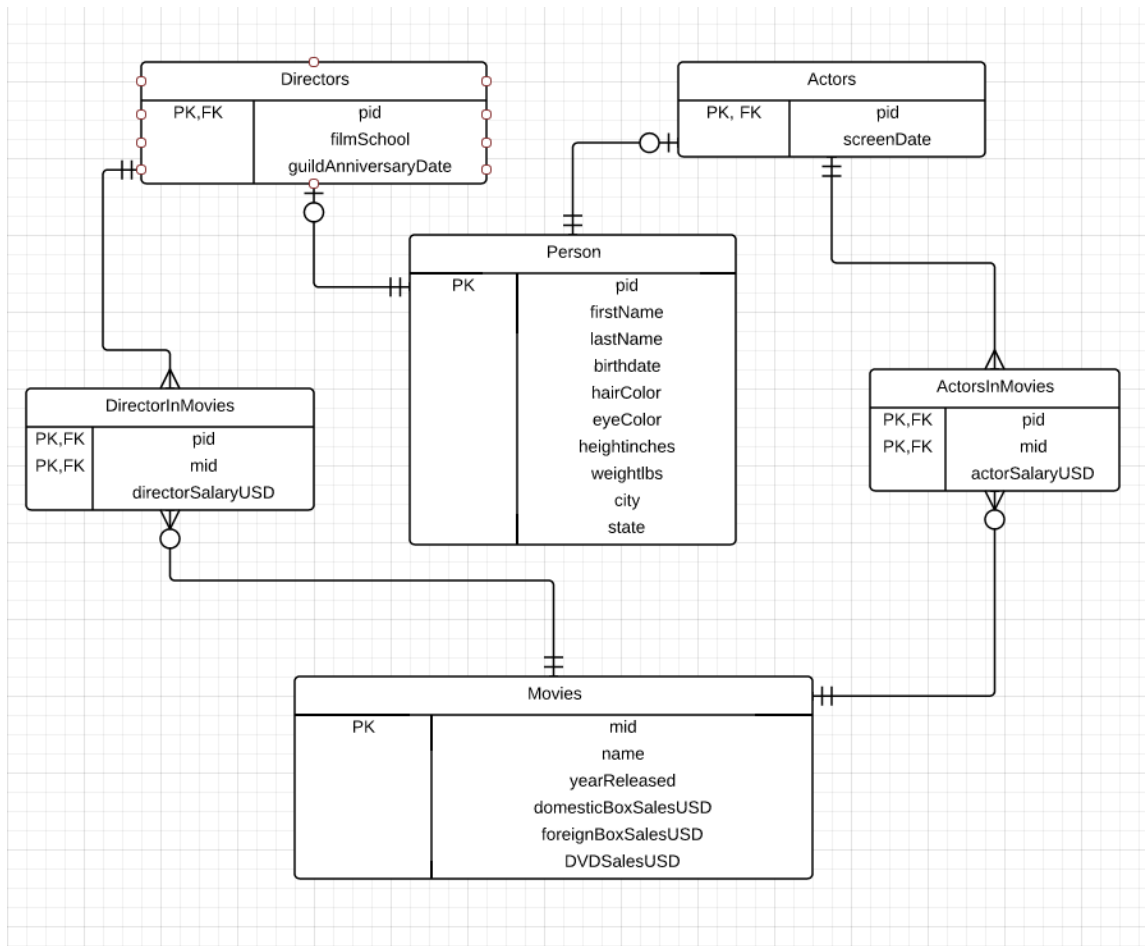 Directors
PK,FK pid
filmSchool
guildAnniversaryDate
Actors
PK, FK pid
screenDate
Person
PK pid
firstName
lastName
birthdate
hairColor
eyeColor
heightinches
weightlbs
city
state
DirectorInMovies
PK,FK pid
PK,FK mid
directorSalaryUSD
ActorsInMovies
PK,FK pid
PK,FK mid
actorSalaryUSD
Movies
PK mid
name
yearReleased
domesticBoxSalesUSD
foreignBoxSalesUSD
DVDSalesUSD